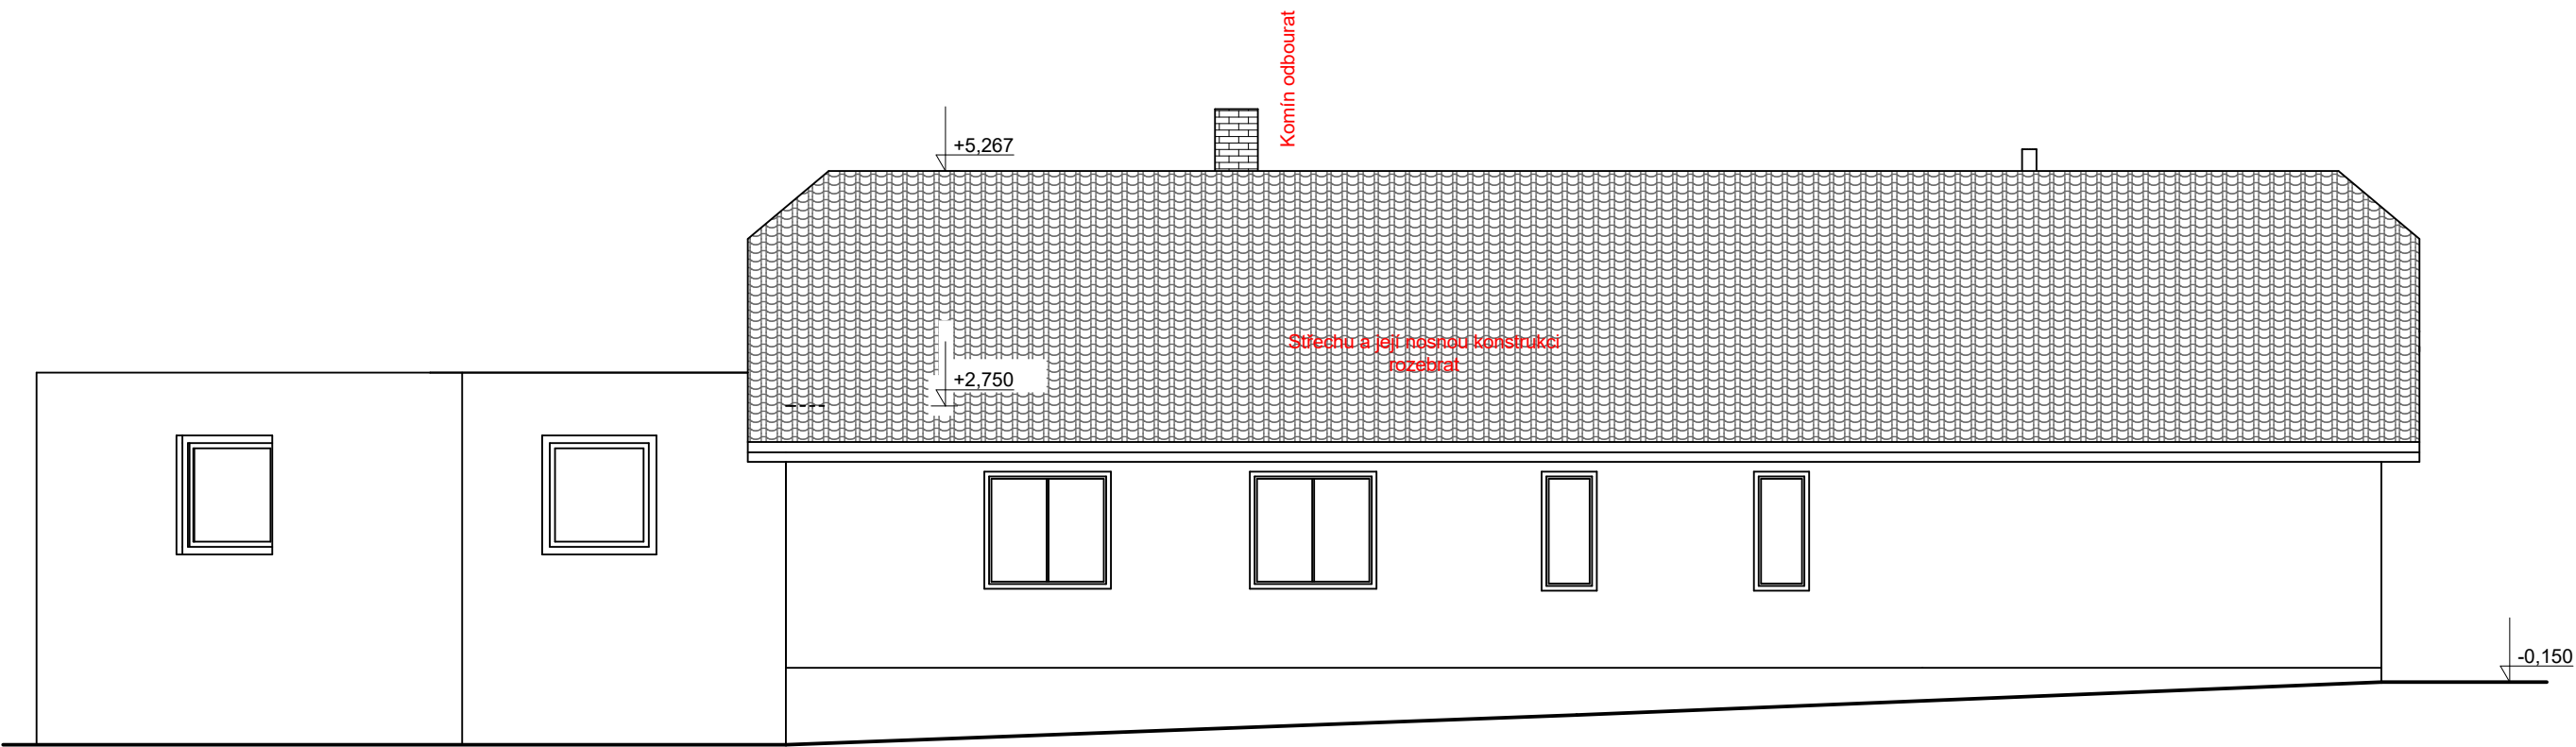 Komín odbourat
+5,267
Střechu a její nosnou konstrukci
rozebrat
+2,750
-0,150